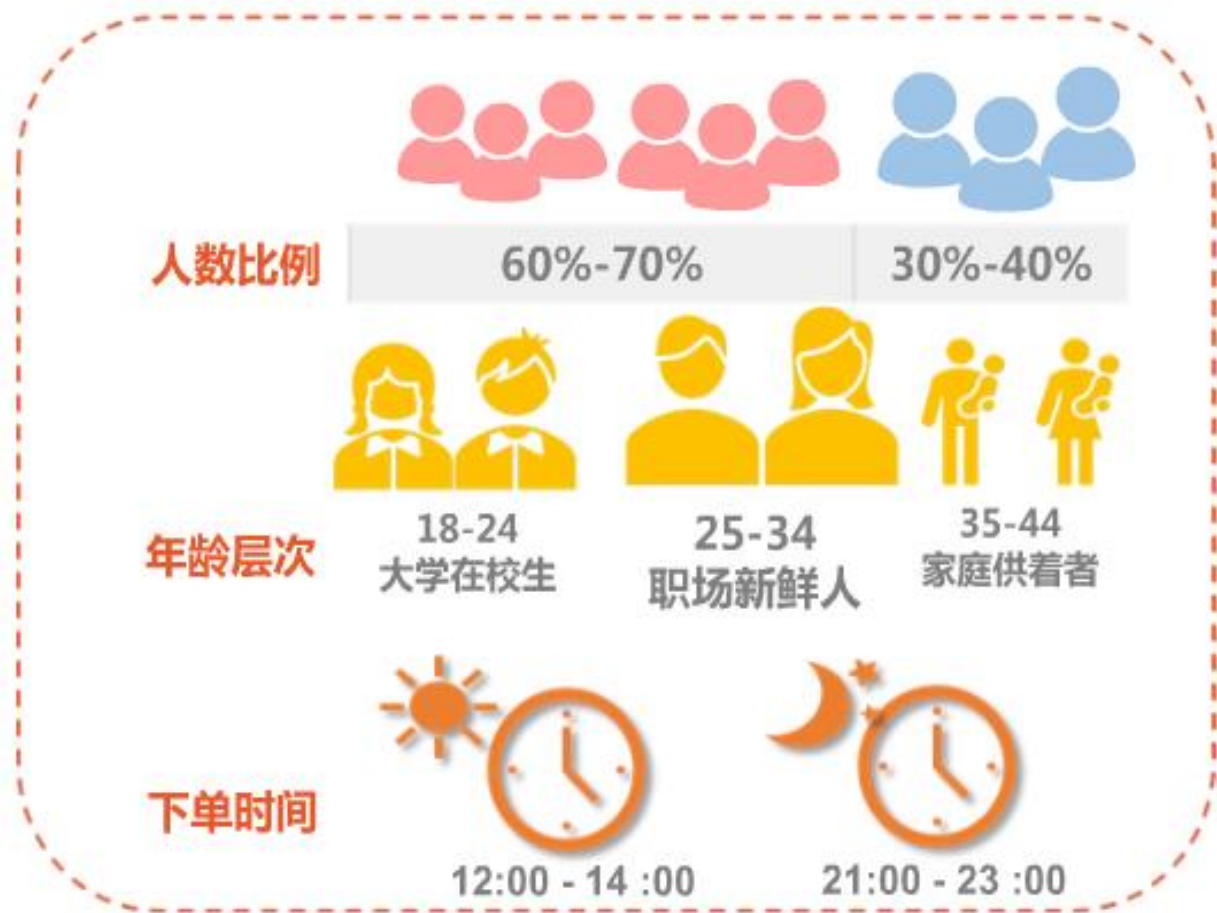 人数比例
60%-70%
30%-40%
年龄层次
18-24
大学在校生
25-34
职场新鲜人
35-44
家庭供着者
下单时间
12:00 - 14 :00
21:00 - 23 :00